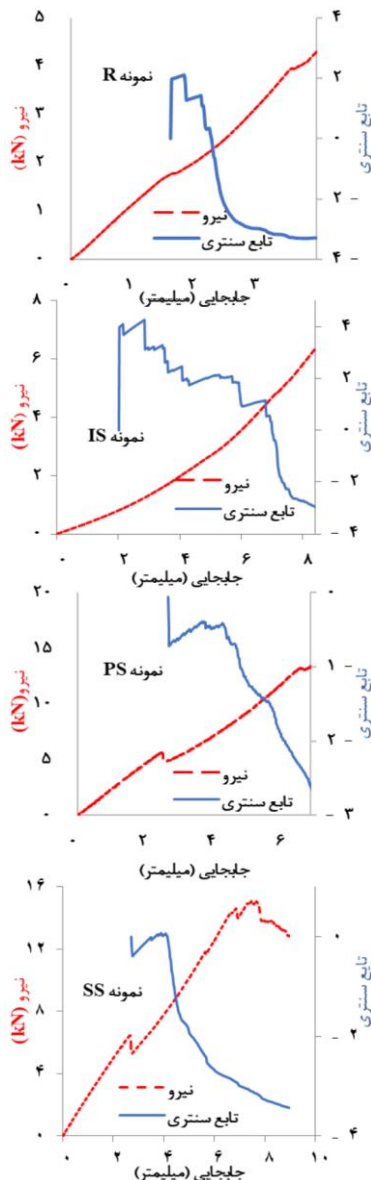 ۵
۴
۳
۲
۱
۰
نیرو (kN)
۴
۲
۰
۲ –
۴ –
تابع سنتری
نمونه R
نیرو
تابع سنتری
۰ ۱ ۲ ۳
جابجایی (میلیمتر)
۸
۶
۴
۲
۰
نیرو (kN)
۴
۲
۰
۲ –
۴ –
تابع سنتری
نمونه IS
نیرو
تابع سنتری
۰ ۲ ۴ ۶ ۸
جابجایی (میلیمتر)
۲۰
۱۵
۱۰
۵
۰
نیرو (kN)
۰
۱ –
۲ –
۳ –
تابع سنتری
نمونه PS
نیرو
تابع سنتری
۰ ۲ ۴ ۶
جابجایی (میلیمتر)
۱۶
۱۲
۸
۴
۰
نیرو (kN)
۰
۲ –
۴ –
تابع سنتری
نمونه SS
نیرو
تابع سنتری
۰ ۲ ۴ ۶ ۸ ۱۰
جابجایی (میلیمتر)